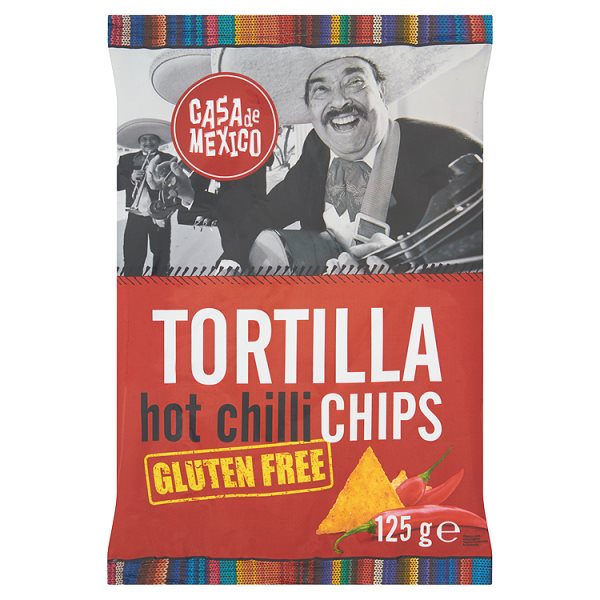 CASA de
MEXICO
TORTILLA
hot chilli CHIPS
GLUTEN FREE
125 g e